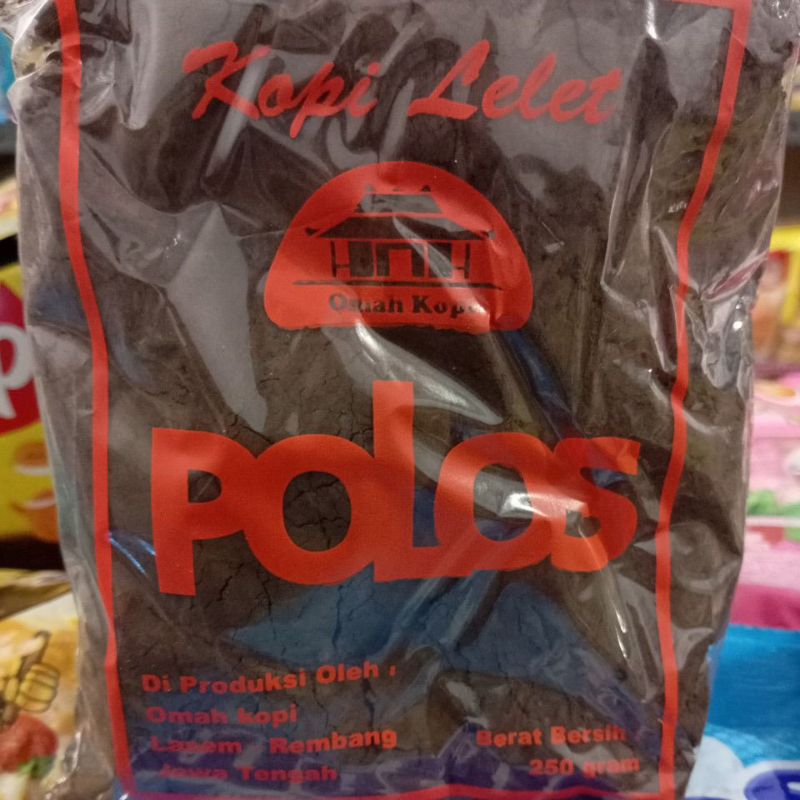 Kopi Lelet
Omah Kopi
POLOS
Di Produksi Oleh :
Omah kopi
Lasem - Rembang
Jawa Tengah
Berat Bersih :
250 gram